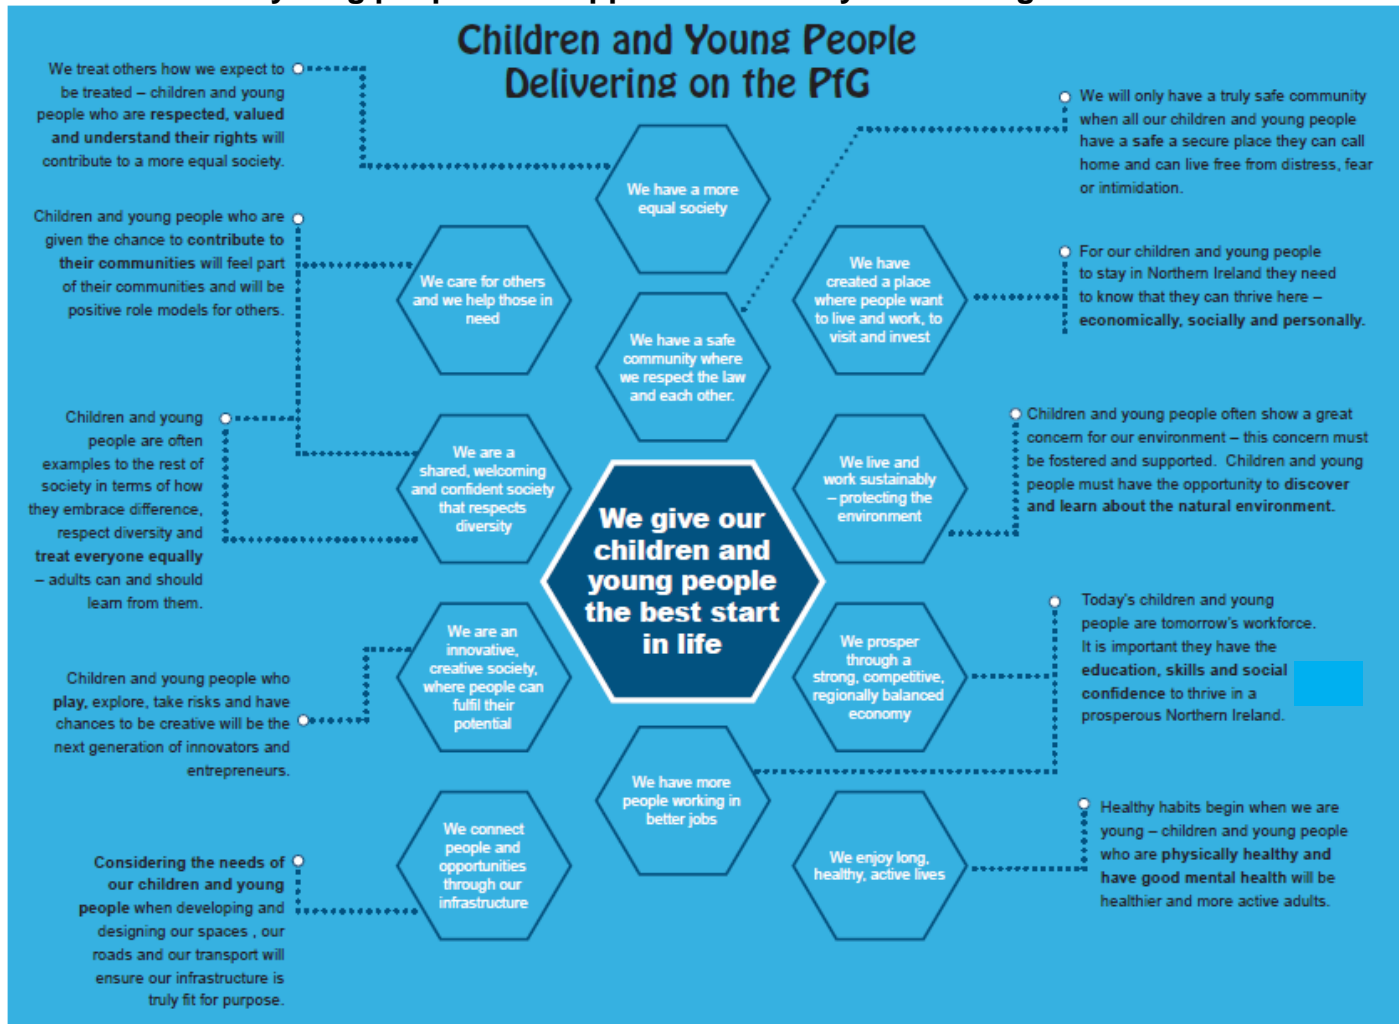 Children and Young People
Delivering on the PfG
We treat others how we expect to
be treated – children and young
people who are respected, valued
and understand their rights will
contribute to a more equal society.
Children and young people who are
given the chance to contribute to
their communities will feel part
of their communities and will be
positive role models for others.
Children and young
people are often
examples to the rest of
society in terms of how
they embrace difference,
respect diversity and
treat everyone equally
– adults can and should
learn from them.
Children and young people who
play, explore, take risks and have
chances to be creative will be the
next generation of innovators and
entrepreneurs.
Considering the needs of
our children and young
people when developing and
designing our spaces , our
roads and our transport will
ensure our infrastructure is
truly fit for purpose.
We care for others
and we help those in
need
We are a
shared, welcoming
and confident society
that respects
diversity
We are an
innovative,
creative society,
where people can
fulfil their
potential
We connect
people and
opportunities
through our
infrastructure
We have a more
equal society
We have a safe
community where
we respect the law
and each other.
We give our
children and
young people
the best start
in life
We have more
people working in
better jobs
We have
created a place
where people want
to live and work, to
visit and invest
We live and
work sustainably
– protecting the
environment
We prosper
through a
strong, competitive,
regionally balanced
economy
We enjoy long,
healthy, active lives
We will only have a truly safe community
when all our children and young people
have a safe a secure place they can call
home and can live free from distress, fear
or intimidation.
For our children and young people
to stay in Northern Ireland they need
to know that they can thrive here –
economically, socially and personally.
Children and young people often show a great
concern for our environment – this concern must
be fostered and supported. Children and young
people must have the opportunity to discover
and learn about the natural environment.
Today's children and young
people are tomorrow's workforce.
It is important they have the
education, skills and social
confidence to thrive in a
prosperous Northern Ireland.
Healthy habits begin when we are
young – children and young people
who are physically healthy and
have good mental health will be
healthier and more active adults.